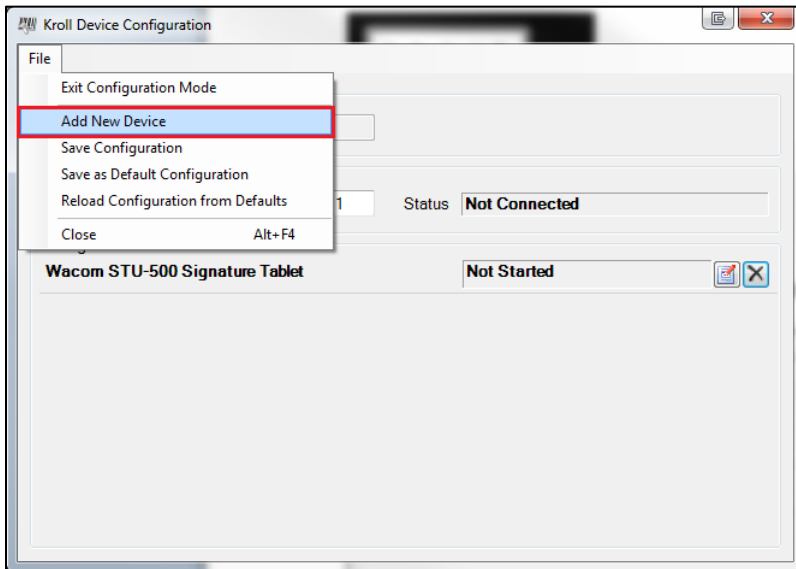 Kroll Device Configuration
File
Exit Configuration Mode
Add New Device
Save Configuration
Save as Default Configuration
Reload Configuration from Defaults
Close Alt+F4
1 Status Not Connected
Wacom STU-500 Signature Tablet Not Started